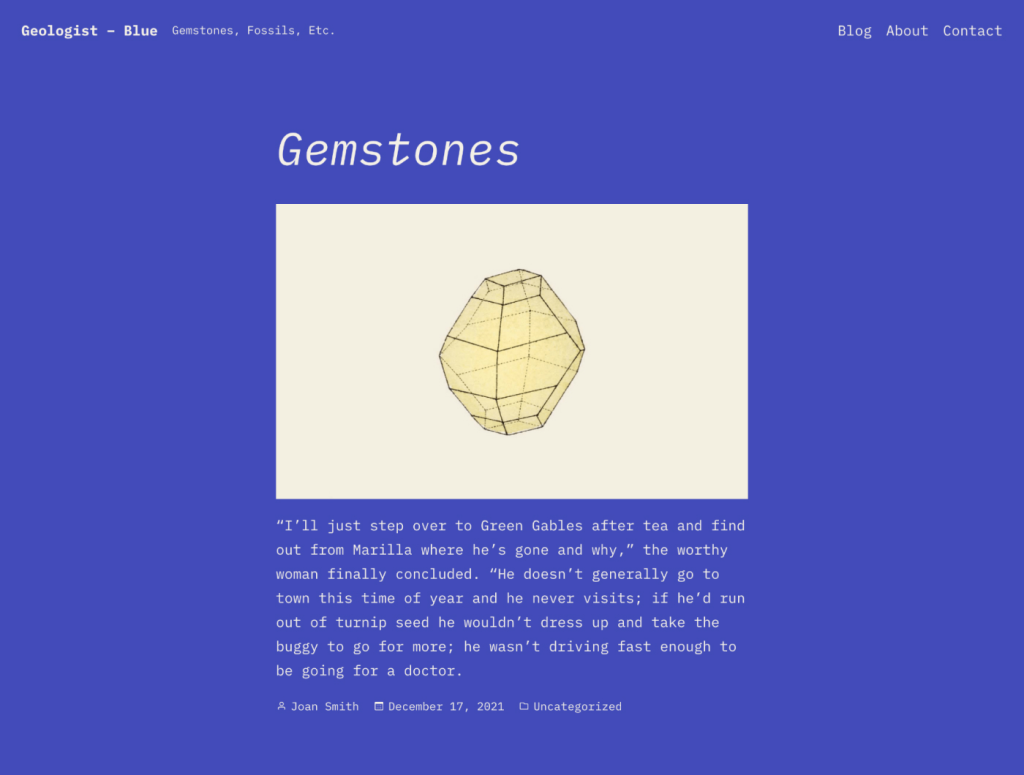 Geologist – Blue Gemstones, Fossils, Etc. Blog About Contact
Gemstones
“I’ll just step over to Green Gables after tea and find
out from Marilla where he’s gone and why,” the worthy
woman finally concluded. “He doesn’t generally go to
town this time of year and he never visits; if he’d run
out of turnip seed he wouldn’t dress up and take the
buggy to go for more; he wasn’t driving fast enough to
be going for a doctor.
Joan Smith December 17, 2021 Uncategorized